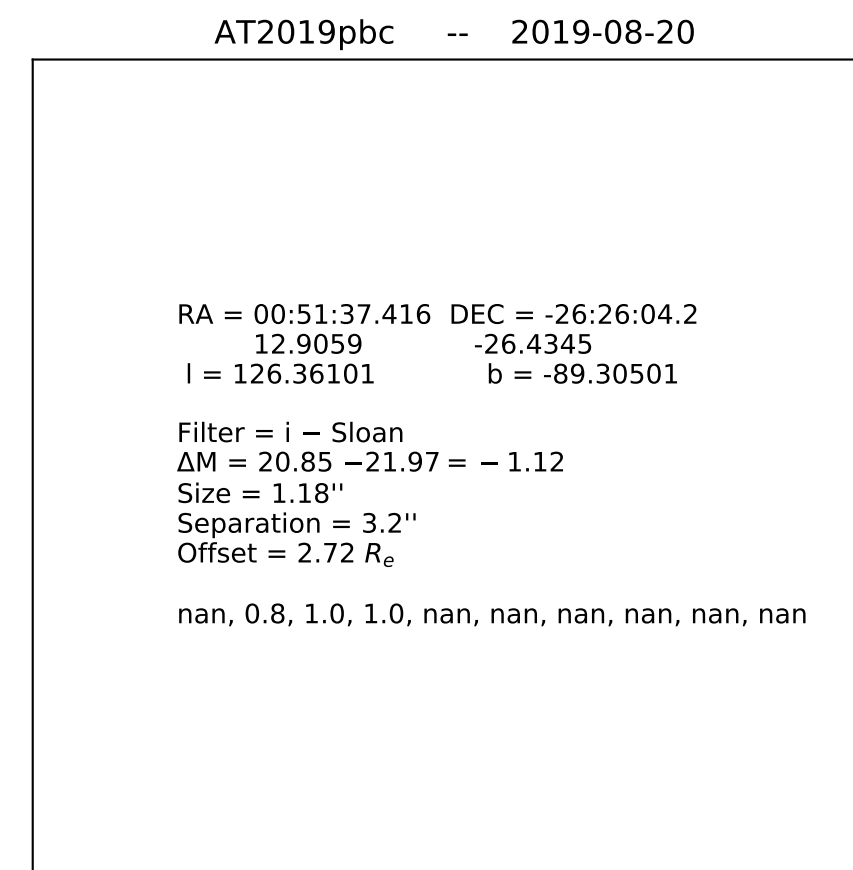 AT2019pbc -- 2019-08-20
RA = 00:51:37.416 DEC = -26:26:04.2
12.9059 -26.4345
l = 126.36101 b = -89.30501
Filter = i − Sloan
ΔM = 20.85 −21.97 = − 1.12
Size = 1.18''
Separation = 3.2''
Offset = 2.72 Re
nan, 0.8, 1.0, 1.0, nan, nan, nan, nan, nan, nan